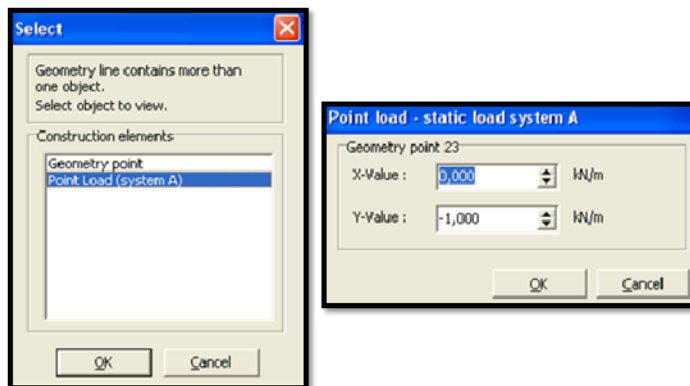 Select
Geometry line contains more than
one object.
Select object to view.
Construction elements
Geometry point
Point Load (system A)
OK
Cancel
Point load - static load system A
Geometry point 23
X-Value : 0,000 kN/m
Y-Value : -1,000 kN/m
OK
Cancel